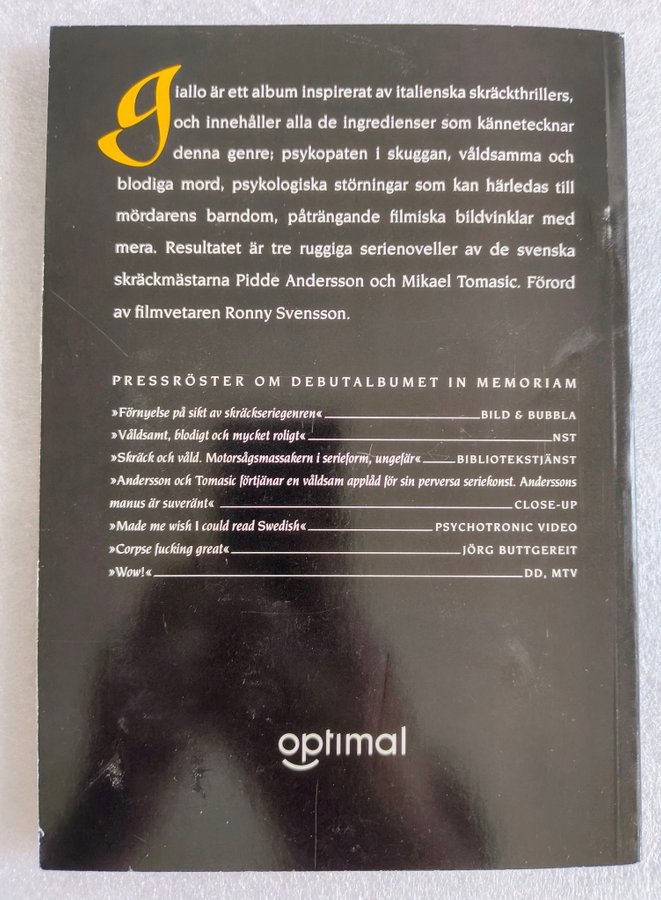 giallo är ett album inspirerat av italienska skräckthrillers,
och innehåller alla de ingredienser som kännetecknar
denna genre; psykopaten i skuggan, våldsamma och
blodiga mord, psykologiska störningar som kan härledas till
mördarens barndom, påträngande filmiska bildvinklar med
mera. Resultatet är tre ruggiga serienoveller av de svenska
skräckmästarna Pidde Andersson och Mikael Tomasic. Förord
av filmvetaren Ronny Svensson.
PRESSRÖSTER OM DEBUTALBUMET IN MEMORIAM
»Förnyelse på sikt av skräckseriegenren« BILD & BUBBLA
»Våldsamt, blodigt och mycket roligt« NST
»Skräck och våld. Motorsågsmassakern i serieform, ungefär« BIBLIOTEKSTJÄNST
»Andersson och Tomasic förtjänar en våldsam applåd för sin perversa seriekonst. Anderssons
manus är suveränt« CLOSE-UP
»Made me wish I could read Swedish« PSYCHOTRONIC VIDEO
»Corpse fucking great« JÖRG BUTTGEREIT
»Wow!« DD, MTV
optimal